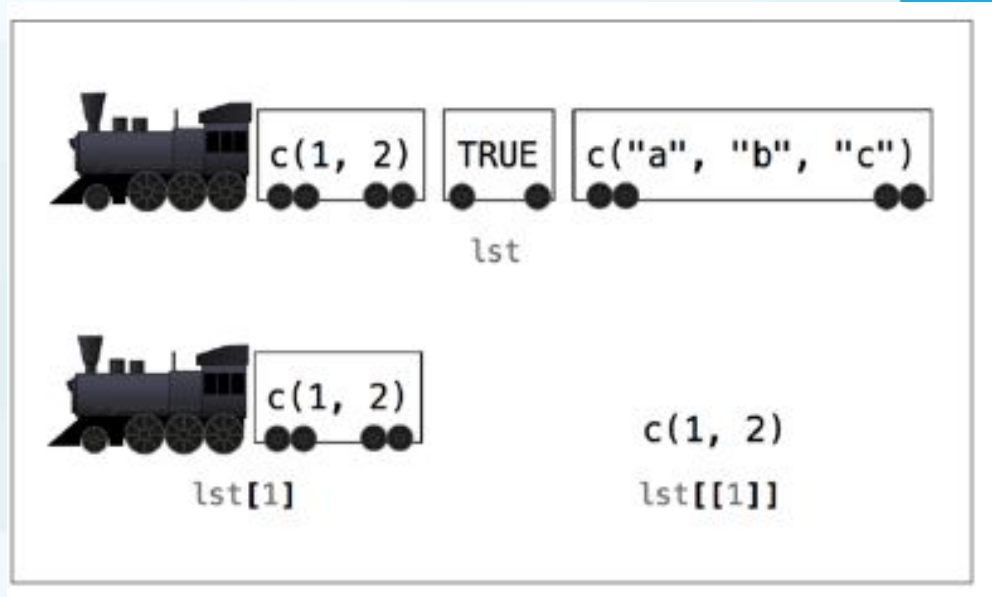 c(1, 2) TRUE c("a", "b", "c")
lst
c(1, 2)
c(1, 2)
lst[1]
lst[[1]]